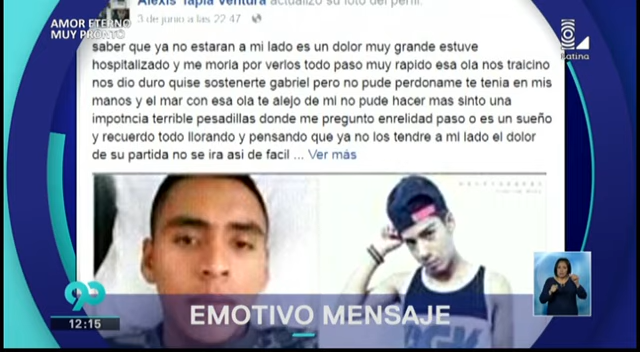 AMOR ETERNO
MUY PRONTO
Alexis Tapia Ventura actualizó su foto del perfil.
3 de junio a las 22:47
Latina
saber que ya no estaran a mi lado es un dolor muy grande estuve
hospitalizado y me moria por verlos todo paso muy rapido esa ola nos traicino
nos dio duro quise sostenerte gabriel pero no pude perdoname te tenia en mis
manos y el mar con esa ola te alejo de mi no pude hacer mas sinto una
impotncia terrible pesadillas donde me pregunto enrelidad paso o es un sueño
y recuerdo todo llorando y pensando que ya no los tendre a mi lado el dolor
de su partida no se ira asi de facil ... Ver más
90
12:15
EMOTIVO MENSAJE